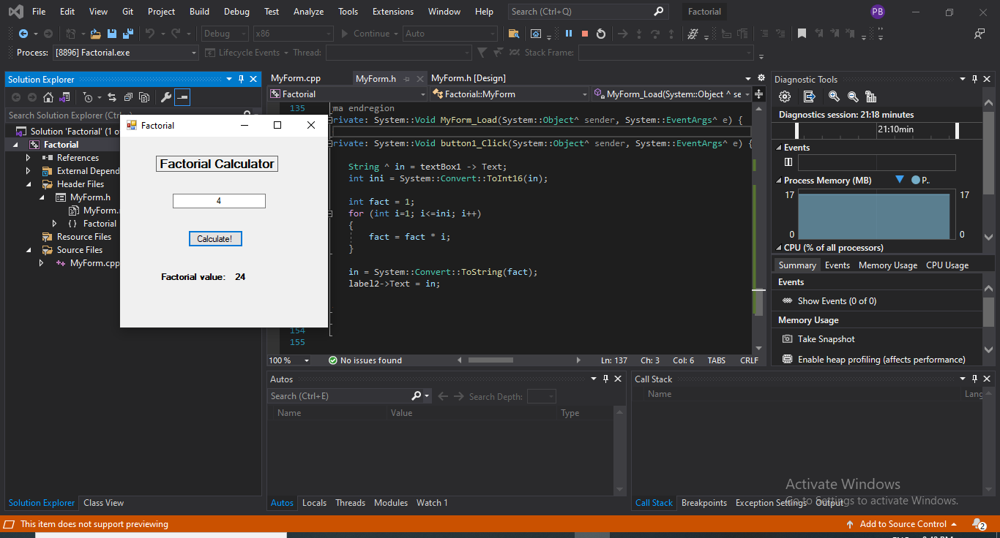 File Edit View Git Project Build Debug Test Analyze Tools Extensions Window Help Search (Ctrl+Q) Factorial PB
Debug x86 Continue Auto
Process: [8896] Factorial.exe Lifecycle Events Thread: Stack Frame:
Solution Explorer
Search Solution Explorer (Ctrl
Solution 'Factorial' (1 o
Factorial
References
External Depend
Header Files
MyForm.h
MyForm.
Factorial
Resource Files
Source Files
MyForm.cpp
Solution Explorer Class View
Factorial
Factorial Calculator
4
Calculate!
Factorial value: 24
MyForm.cpp MyForm.h MyForm.h [Design]
Factorial Factorial::MyForm MyForm_Load(System::Object ^ se
135 ma endregion
rivate: System::Void MyForm_Load(System::Object^ sender, System::EventArgs^ e) {
rivate: System::Void button1_Click(System::Object^ sender, System::EventArgs^ e) {
String ^ in = textBox1 -> Text;
int ini = System::Convert::ToInt16(in);
int fact = 1;
for (int i=1; i<=ini; i++)
{
fact = fact * i;
}
in = System::Convert::ToString(fact);
label2->Text = in;
154
155
100 % No issues found Ln: 137 Ch: 3 Col: 6 TABS CRLF
Autos
Search (Ctrl+E) Search Depth:
Name Value Type
Autos Locals Threads Modules Watch 1
Call Stack
Name Lang
Call Stack Breakpoints Exception Settings Output
Diagnostic Tools
Diagnostics session: 21:18 minutes
21:10min
Events
Process Memory (MB) P..
17 17
0 0
CPU (% of all processors)
Summary Events Memory Usage CPU Usage
Events
Show Events (0 of 0)
Memory Usage
Take Snapshot
Enable heap profiling (affects performance)
Activate Windows
Go to Settings to activate Windows.
This item does not support previewing Add to Source Control 2